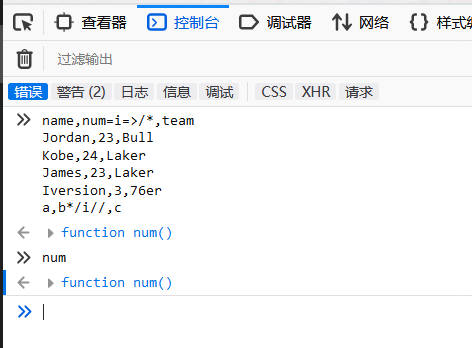 查看器 控制台 调试器 网络 {} 样式编
过滤输出
错误 警告 (2) 日志 信息 调试 CSS XHR 请求
name,num=i=>/*,team
Jordan,23,Bull
Kobe,24,Laker
James,23,Laker
Iversion,3,76er
a,b*/i//,c
function num()
num
function num()